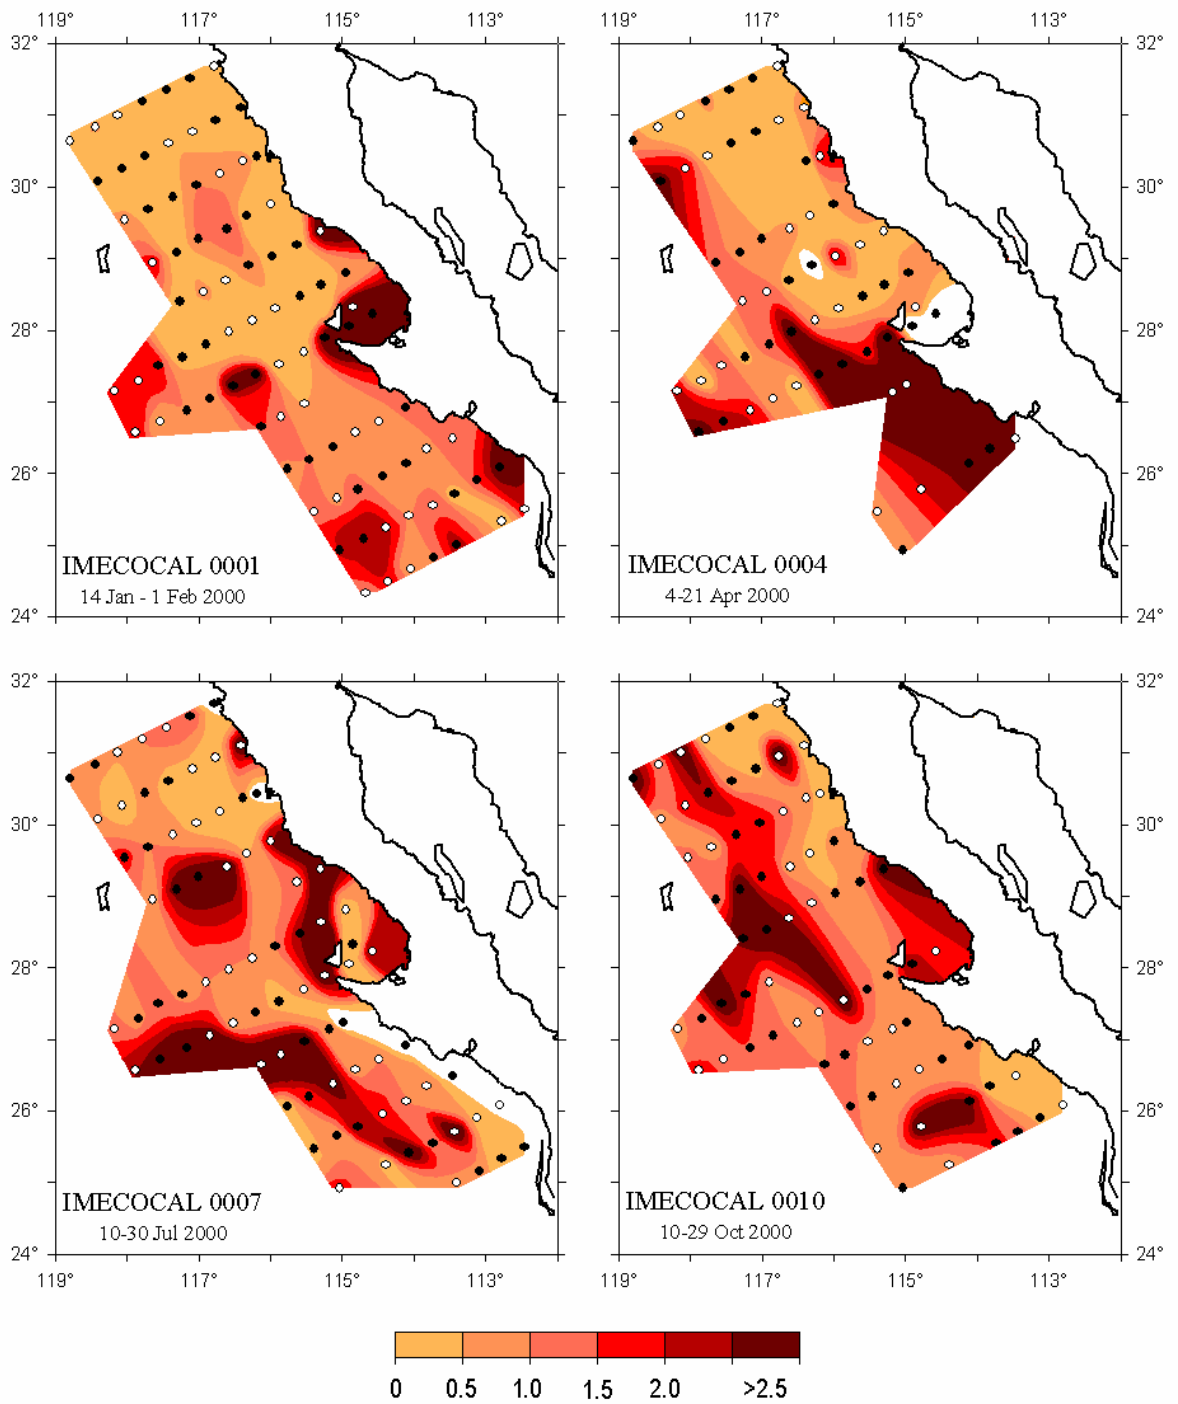 119° 117° 115° 113° 119° 117° 115° 113°
32° 32°
30° 30°
28° 28°
26° 26°
24° 24°
IMECOCAL 0001
14 Jan - 1 Feb 2000
IMECOCAL 0004
4-21 Apr 2000
32° 32°
30° 30°
28° 28°
26° 26°
24° 24°
IMECOCAL 0007
10-30 Jul 2000
IMECOCAL 0010
10-29 Oct 2000
119° 117° 115° 113° 119° 117° 115° 113°
0 0.5 1.0 1.5 2.0 >2.5